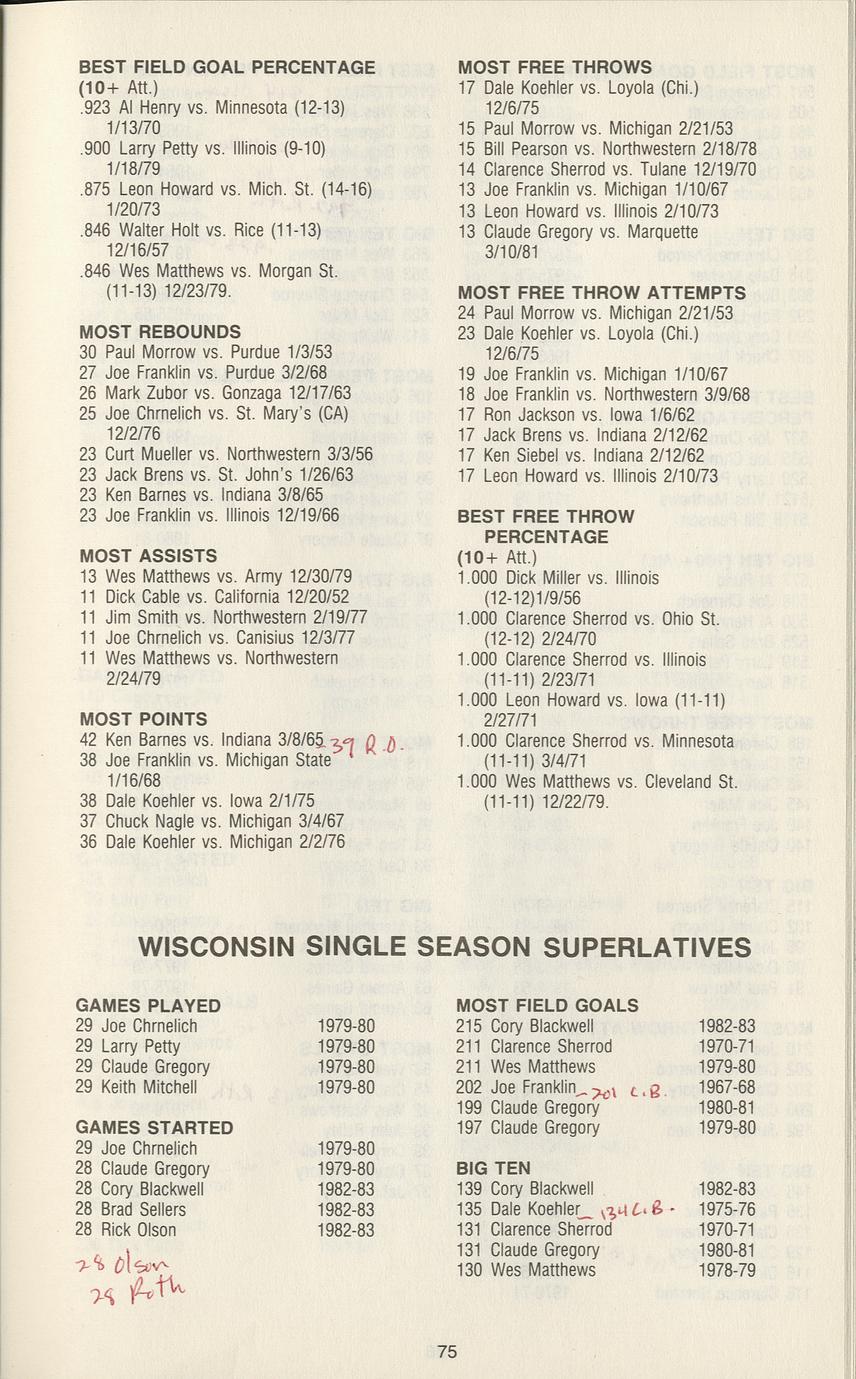 BEST FIELD GOAL PERCENTAGE
(10+ Att.)
.923 Al Henry vs. Minnesota (12-13)
1/13/70
.900 Larry Petty vs. Illinois (9-10)
1/18/79
.875 Leon Howard vs. Mich. St. (14-16)
1/20/73
.846 Walter Holt vs. Rice (11-13)
12/16/57
.846 Wes Matthews vs. Morgan St.
(11-13) 12/23/79.
MOST REBOUNDS
30 Paul Morrow vs. Purdue 1/3/53
27 Joe Franklin vs. Purdue 3/2/68
26 Mark Zubor vs. Gonzaga 12/17/63
25 Joe Chrnelich vs. St. Mary's (CA)
12/2/76
23 Curt Mueller vs. Northwestern 3/3/56
23 Jack Brens vs. St. John's 1/26/63
23 Ken Barnes vs. Indiana 3/8/65
23 Joe Franklin vs. Illinois 12/19/66
MOST ASSISTS
13 Wes Matthews vs. Army 12/30/79
11 Dick Cable vs. California 12/20/52
11 Jim Smith vs. Northwestern 2/19/77
11 Joe Chrnelich vs. Canisius 12/3/77
11 Wes Matthews vs. Northwestern
2/24/79
MOST POINTS
42 Ken Barnes vs. Indiana 3/8/65 - 39 R.O.
38 Joe Franklin vs. Michigan State
1/16/68
38 Dale Koehler vs. Iowa 2/1/75
37 Chuck Nagle vs. Michigan 3/4/67
36 Dale Koehler vs. Michigan 2/2/76
MOST FREE THROWS
17 Dale Koehler vs. Loyola (Chi.)
12/6/75
15 Paul Morrow vs. Michigan 2/21/53
15 Bill Pearson vs. Northwestern 2/18/78
14 Clarence Sherrod vs. Tulane 12/19/70
13 Joe Franklin vs. Michigan 1/10/67
13 Leon Howard vs. Illinois 2/10/73
13 Claude Gregory vs. Marquette
3/10/81
MOST FREE THROW ATTEMPTS
24 Paul Morrow vs. Michigan 2/21/53
23 Dale Koehler vs. Loyola (Chi.)
12/6/75
19 Joe Franklin vs. Michigan 1/10/67
18 Joe Franklin vs. Northwestern 3/9/68
17 Ron Jackson vs. Iowa 1/6/62
17 Jack Brens vs. Indiana 2/12/62
17 Ken Siebel vs. Indiana 2/12/62
17 Leon Howard vs. Illinois 2/10/73
BEST FREE THROW
PERCENTAGE
(10+ Att.)
1.000 Dick Miller vs. Illinois
(12-12)1/9/56
1.000 Clarence Sherrod vs. Ohio St.
(12-12) 2/24/70
1.000 Clarence Sherrod vs. Illinois
(11-11) 2/23/71
1.000 Leon Howard vs. Iowa (11-11)
2/27/71
1.000 Clarence Sherrod vs. Minnesota
(11-11) 3/4/71
1.000 Wes Matthews vs. Cleveland St.
(11-11) 12/22/79.
WISCONSIN SINGLE SEASON SUPERLATIVES
GAMES PLAYED
29 Joe Chrnelich 1979-80
29 Larry Petty 1979-80
29 Claude Gregory 1979-80
29 Keith Mitchell 1979-80
GAMES STARTED
29 Joe Chrnelich 1979-80
28 Claude Gregory 1979-80
28 Cory Blackwell 1982-83
28 Brad Sellers 1982-83
28 Rick Olson 1982-83
28 Olson
28 Roth
MOST FIELD GOALS
215 Cory Blackwell 1982-83
211 Clarence Sherrod 1970-71
211 Wes Matthews 1979-80
202 Joe Franklin - 201 C.B. 1967-68
199 Claude Gregory 1980-81
197 Claude Gregory 1979-80
BIG TEN
139 Cory Blackwell 1982-83
135 Dale Koehler - 134 C.B. 1975-76
131 Clarence Sherrod 1970-71
131 Claude Gregory 1980-81
130 Wes Matthews 1978-79
75